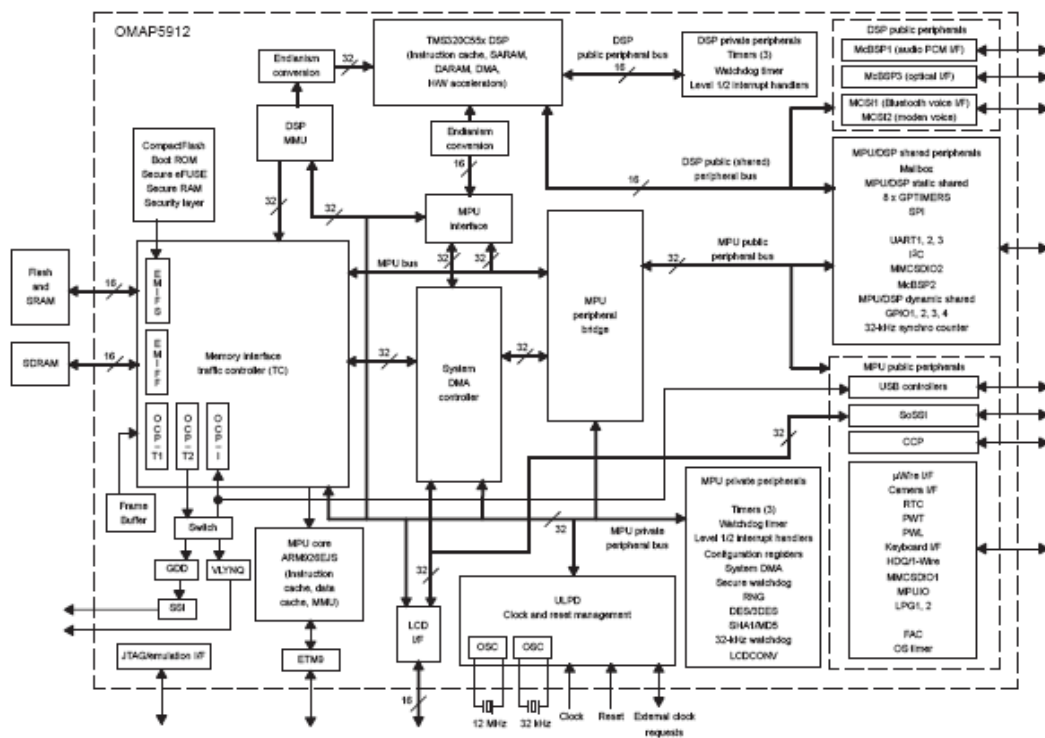 OMAP5912
TMS320C55x DSP
(Instruction cache, SARAM,
DARAM, DMA,
H/W accelerators)
Endianism
conversion
32
DSP
public peripheral bus
16
DSP private peripherals
Timers (3)
Watchdog timer
Level 1/2 interrupt handlers
DSP public peripherals
McBSP1 (audio PCM I/F)
McBSP3 (optical I/F)
MCSI1 (Bluetooth voice I/F)
MCSI2 (modem voice)
DSP
MMU
Endianism
conversion
16
DSP public (shared)
peripheral bus
16
CompactFlash
Boot ROM
Secure eFUSE
Secure RAM
Security layer
32
32
MPU
interface
MPU/DSP shared peripherals
Mailbox
MPU/DSP static shared
8 x GPTIMERS
SPI
UART1, 2, 3
I²C
MMCSDIO2
McBSP2
MPU/DSP dynamic shared
GPIO1, 2, 3, 4
32-kHz synchro counter
MPU bus
32
32
MPU
peripheral
bridge
32
MPU public
peripheral bus
Flash
and
SRAM
16
EMIFS
SDRAM
16
EMIFF
Memory interface
traffic controller (TC)
32
System
DMA
controller
32
OCP-T1
OCP-T2
OCP-I
MPU public peripherals
USB controllers
SoSSI
CCP
32
Frame
Buffer
Switch
GDD
VLYNQ
SSI
MPU core
ARM926EJS
(Instruction
cache, data
cache, MMU)
32
32
MPU private
peripheral bus
MPU private peripherals
Timers (3)
Watchdog timer
Level 1/2 interrupt handlers
Configuration registers
System DMA
Secure watchdog
RNG
DES/3DES
SHA1/MD5
32-kHz watchdog
LCDCONV
µWire I/F
Camera I/F
RTC
PWT
PWL
Keyboard I/F
HDQ/1-Wire
MMCSDIO1
MPUIO
LPG1, 2
FAC
OS timer
ULPD
Clock and reset management
OSC
OSC
LCD
I/F
JTAG/emulation I/F
ETM9
16
12 MHz
32 kHz
Clock
Reset
External clock
requests